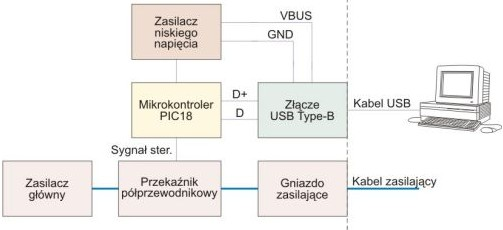 VBUS
Zasilacz
niskiego
napięcia
GND
D+
Mikrokontroler
PIC18
D
Złącze
USB Type-B
Kabel USB
Sygnał ster.
Zasilacz
główny
Przekaźnik
półprzewodnikowy
Gniazdo
zasilające
Kabel zasilający